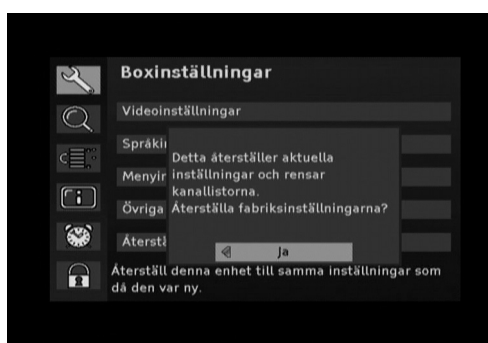 Boxinställningar
Videoinställningar
Detta återställer aktuella
inställningar och rensar
kanallistorna.
Övriga
Återställa fabriksinställningarna?
Ja
Återställ denna enhet till samma inställningar som
då den var ny.